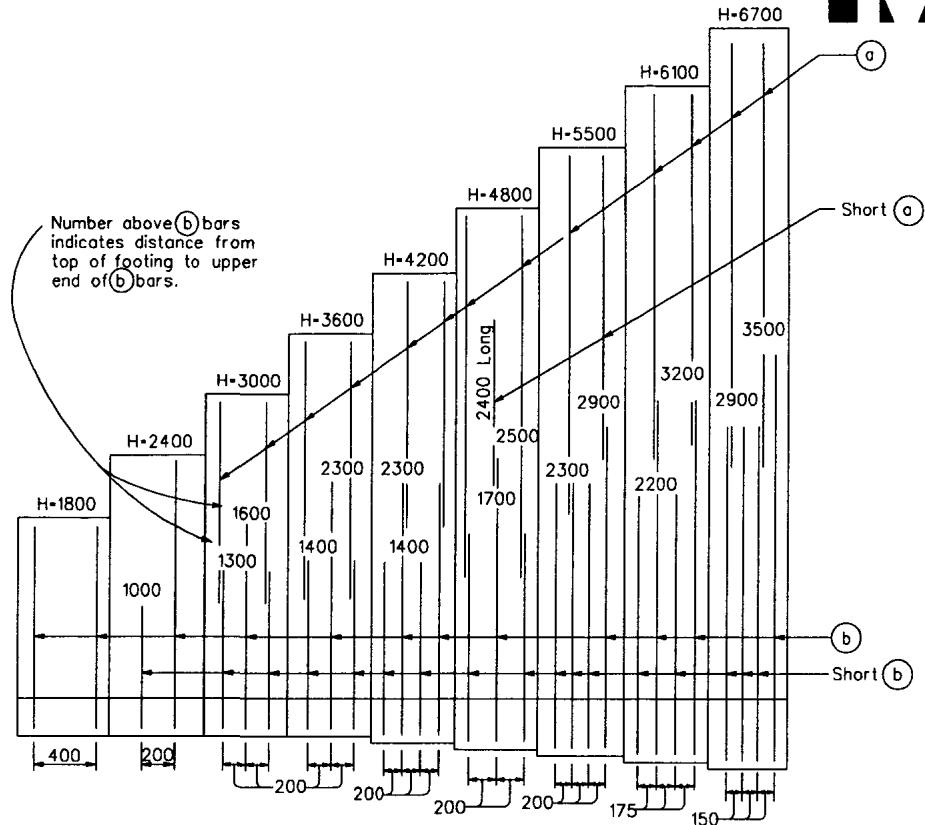 H=6700
a
H=6100
H=5500
H=4800
Short a
Number above b bars
indicates distance from
top of footing to upper
end of b bars.
H=4200
H=3600
3500
2400 Long
3200
H=3000
2900
2900
2500
H=2400
2300
2300
2300
2200
1700
H=1800
1600
1300
1400
1400
1000
b
Short b
400
200
200
200
200
200
175
150